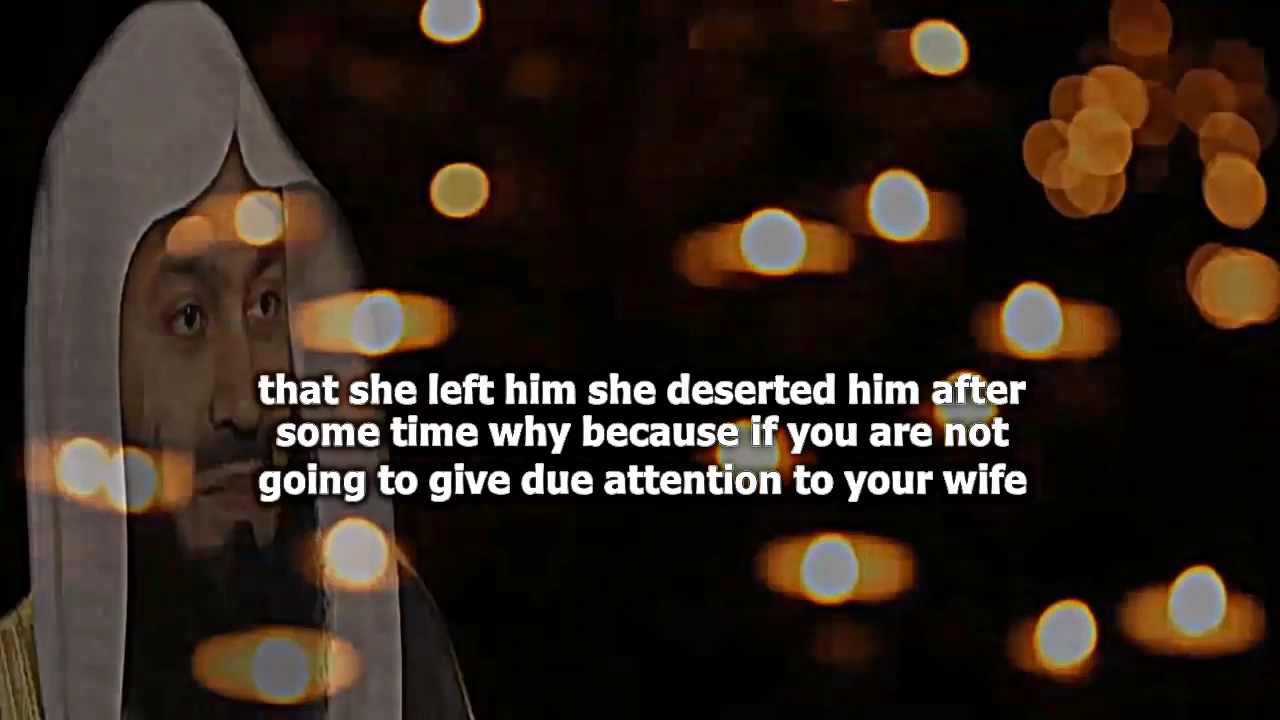 that she left him she deserted him after
some time why because if you are not
going to give due attention to your wife